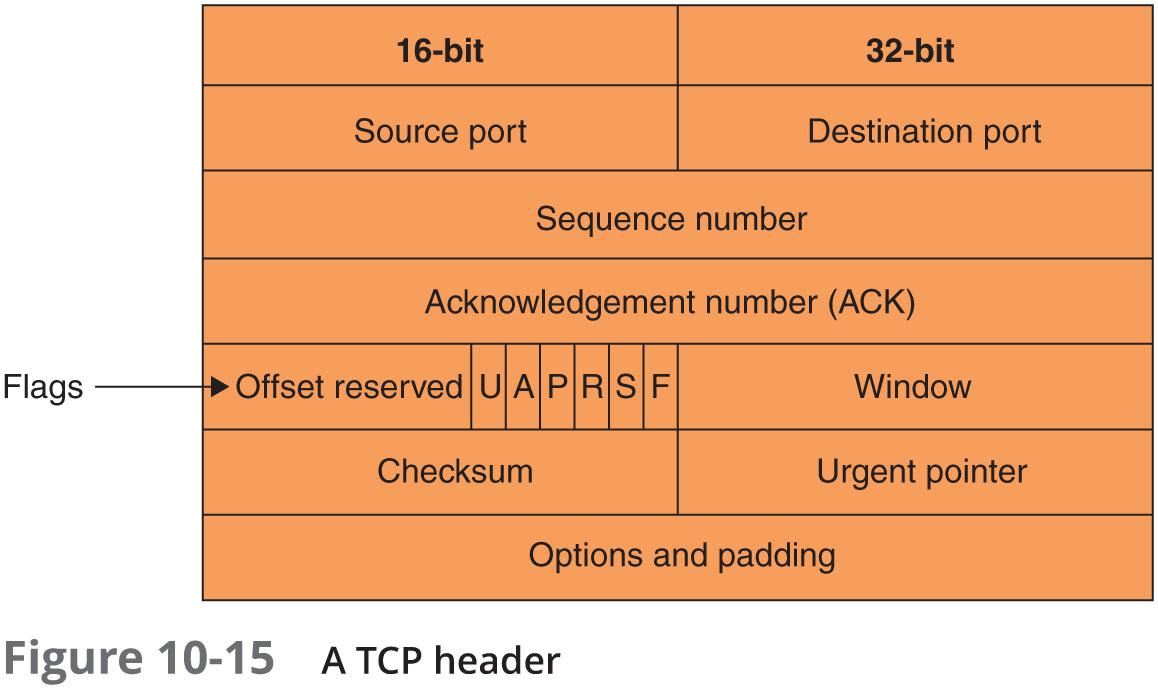 16-bit 32-bit
Source port Destination port
Sequence number
Acknowledgement number (ACK)
Flags Offset reserved U A P R S F Window
Checksum Urgent pointer
Options and padding
Figure 10-15 A TCP header